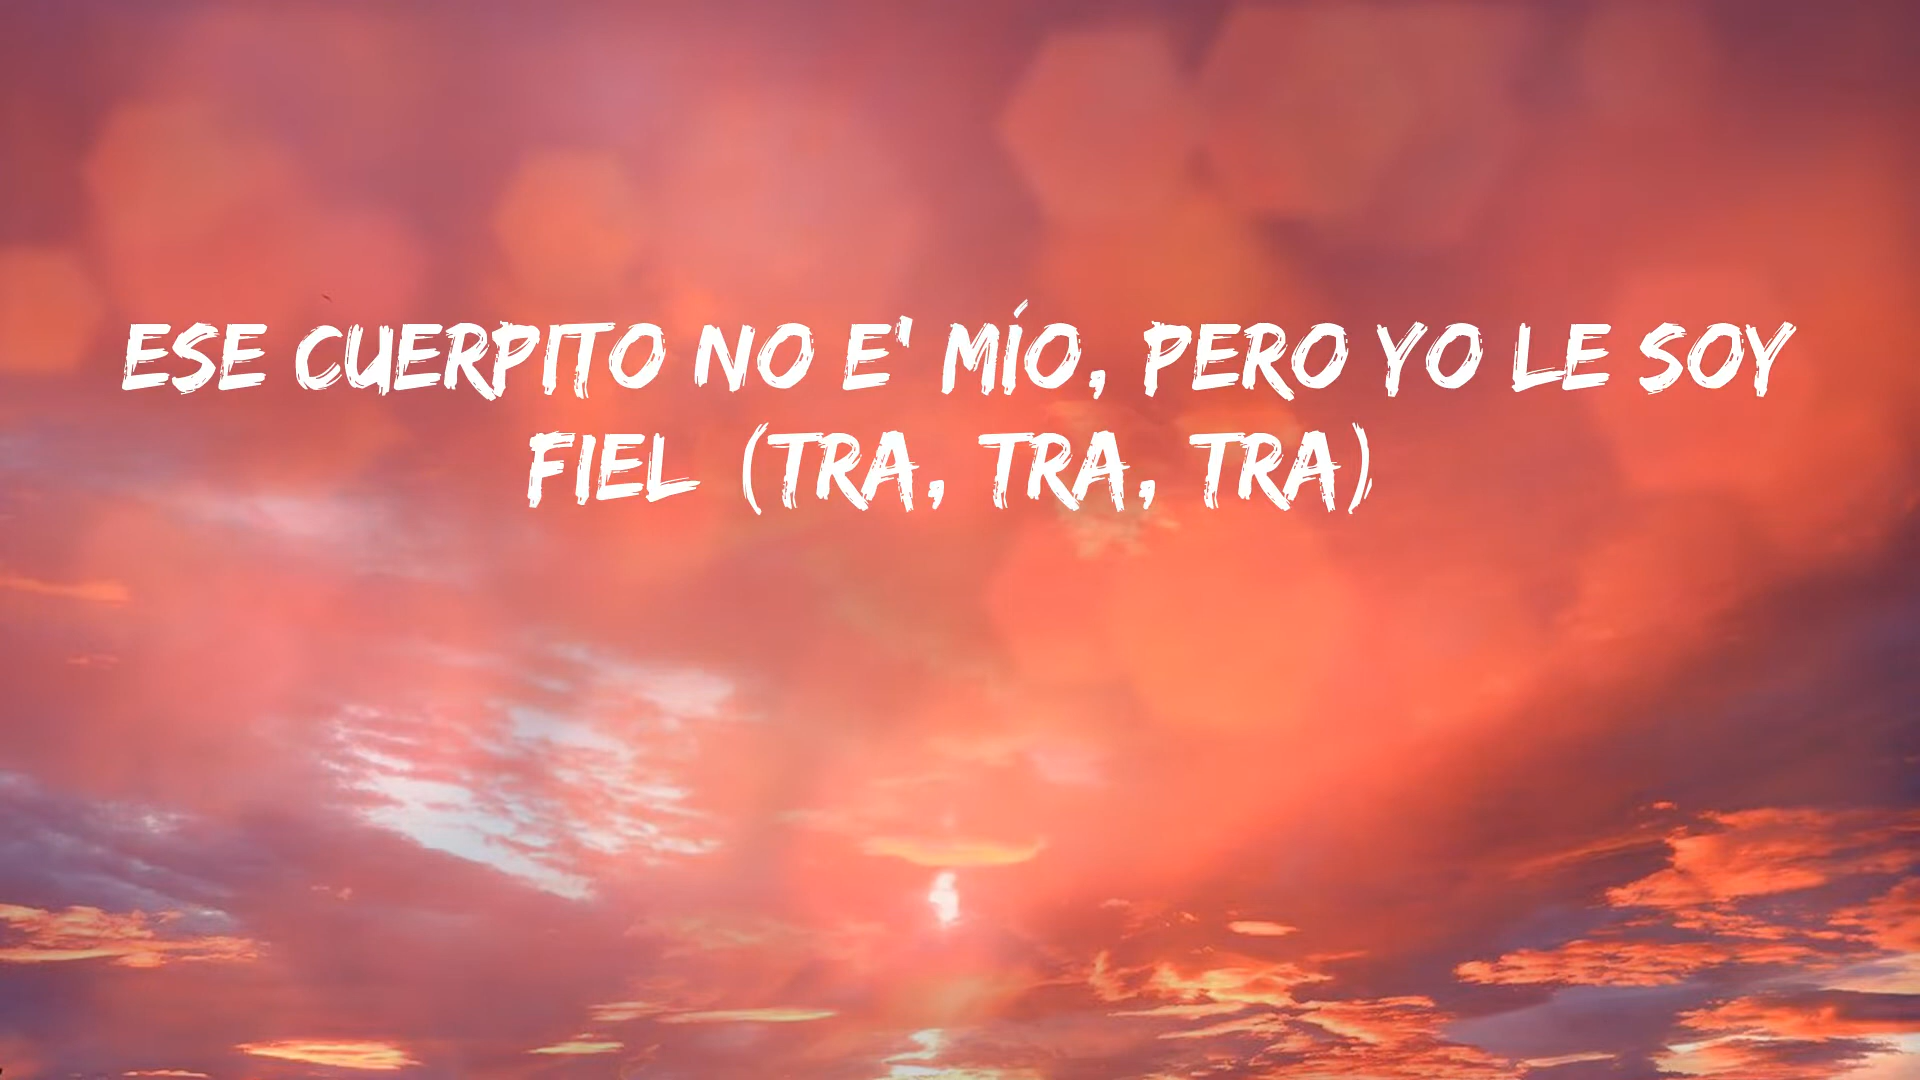 ESE CUERPITO NO E' MÍO, PERO YO LE SOY
FIEL (TRA, TRA, TRA)